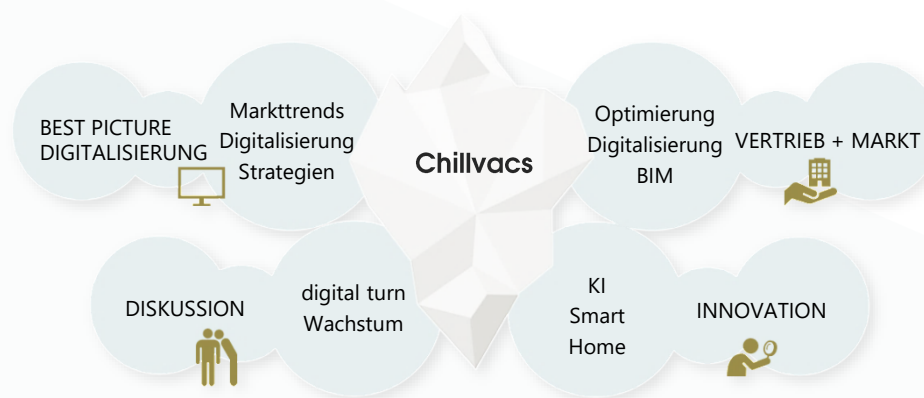 BEST PICTURE
DIGITALISIERUNG
Markttrends
Digitalisierung
Strategien
Chillvacs
Optimierung
Digitalisierung
BIM
VERTRIEB + MARKT
DISKUSSION
digital turn
Wachstum
KI
Smart
Home
INNOVATION